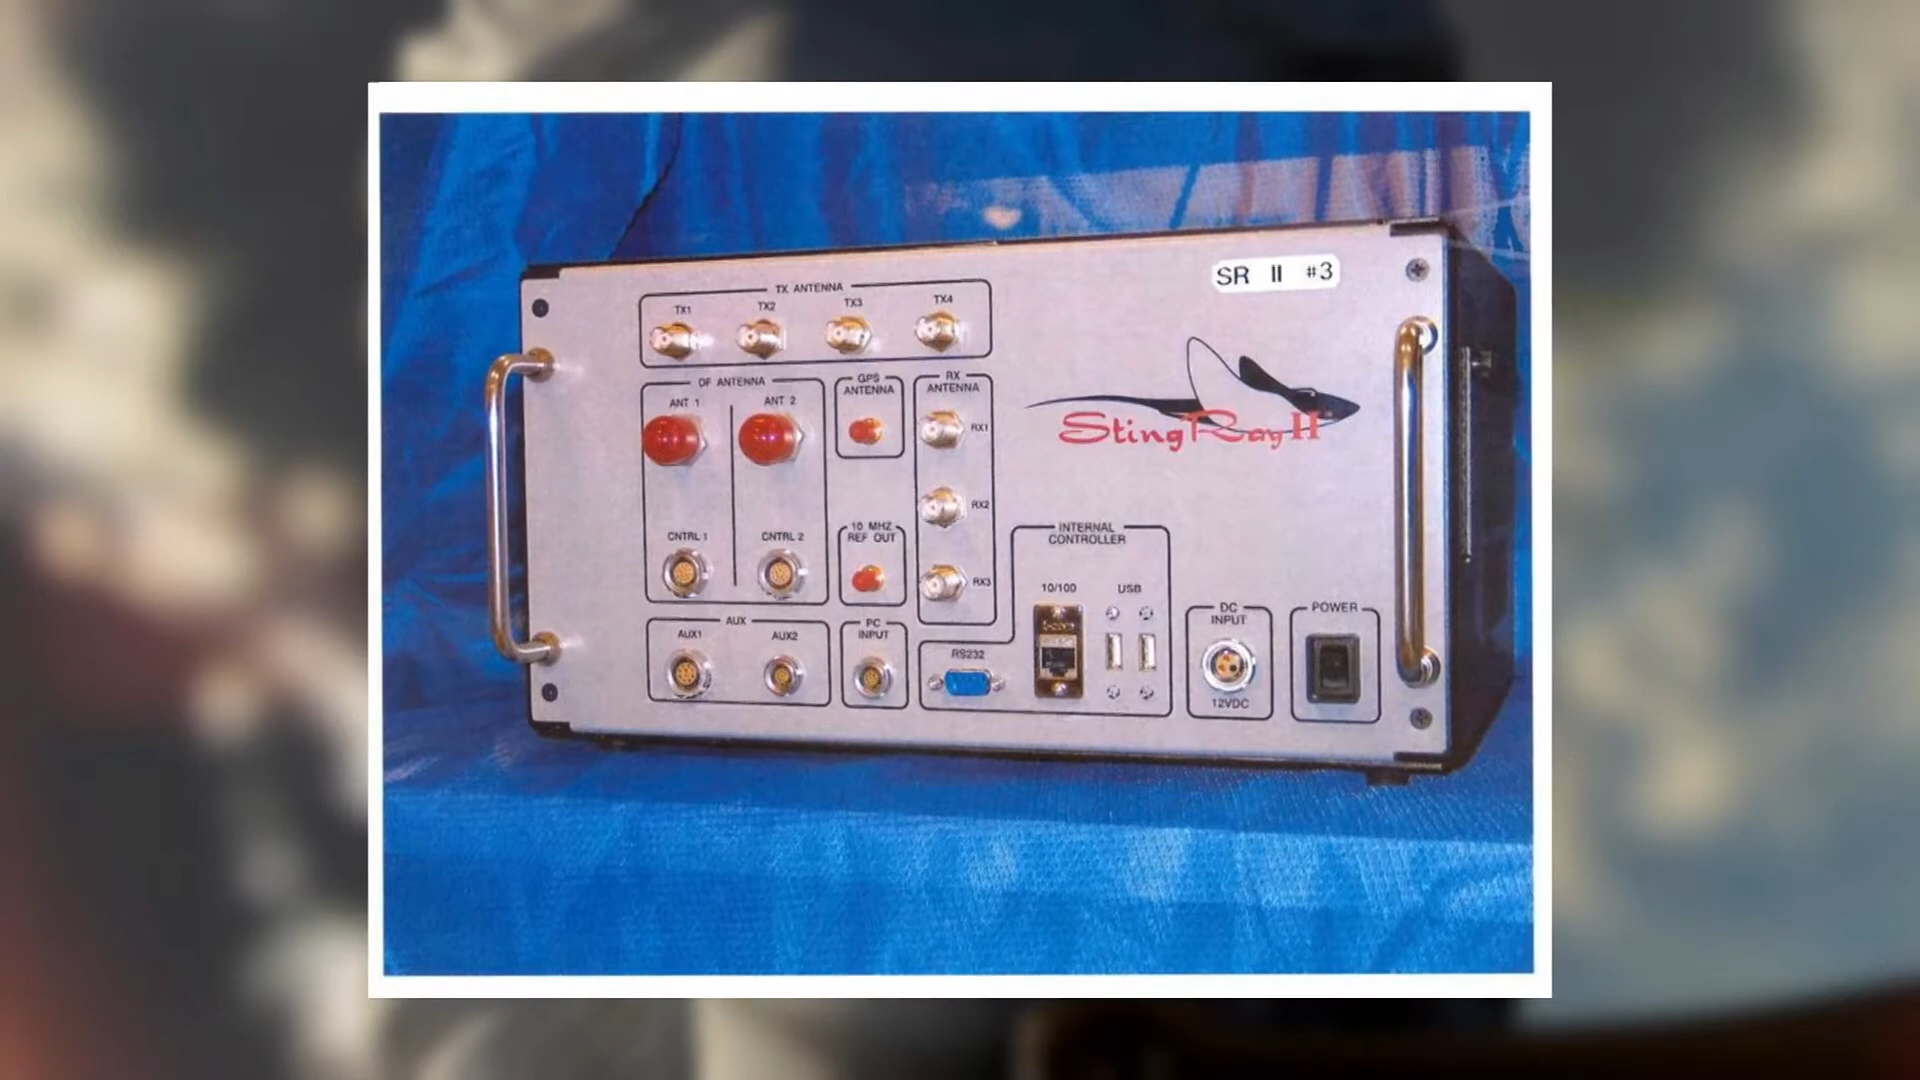 SR II #3
TX ANTENNA
TX1 TX2 TX3 TX4
DF ANTENNA
ANT 1 ANT 2
CNTRL 1 CNTRL 2
GPS
ANTENNA
10 MHZ
REF OUT
RX
ANTENNA
RX1
RX2
RX3
StingRay II
AUX
AUX1 AUX2
PC
INPUT
INTERNAL
CONTROLLER
RS232
10/100
USB
DC
INPUT
12VDC
POWER